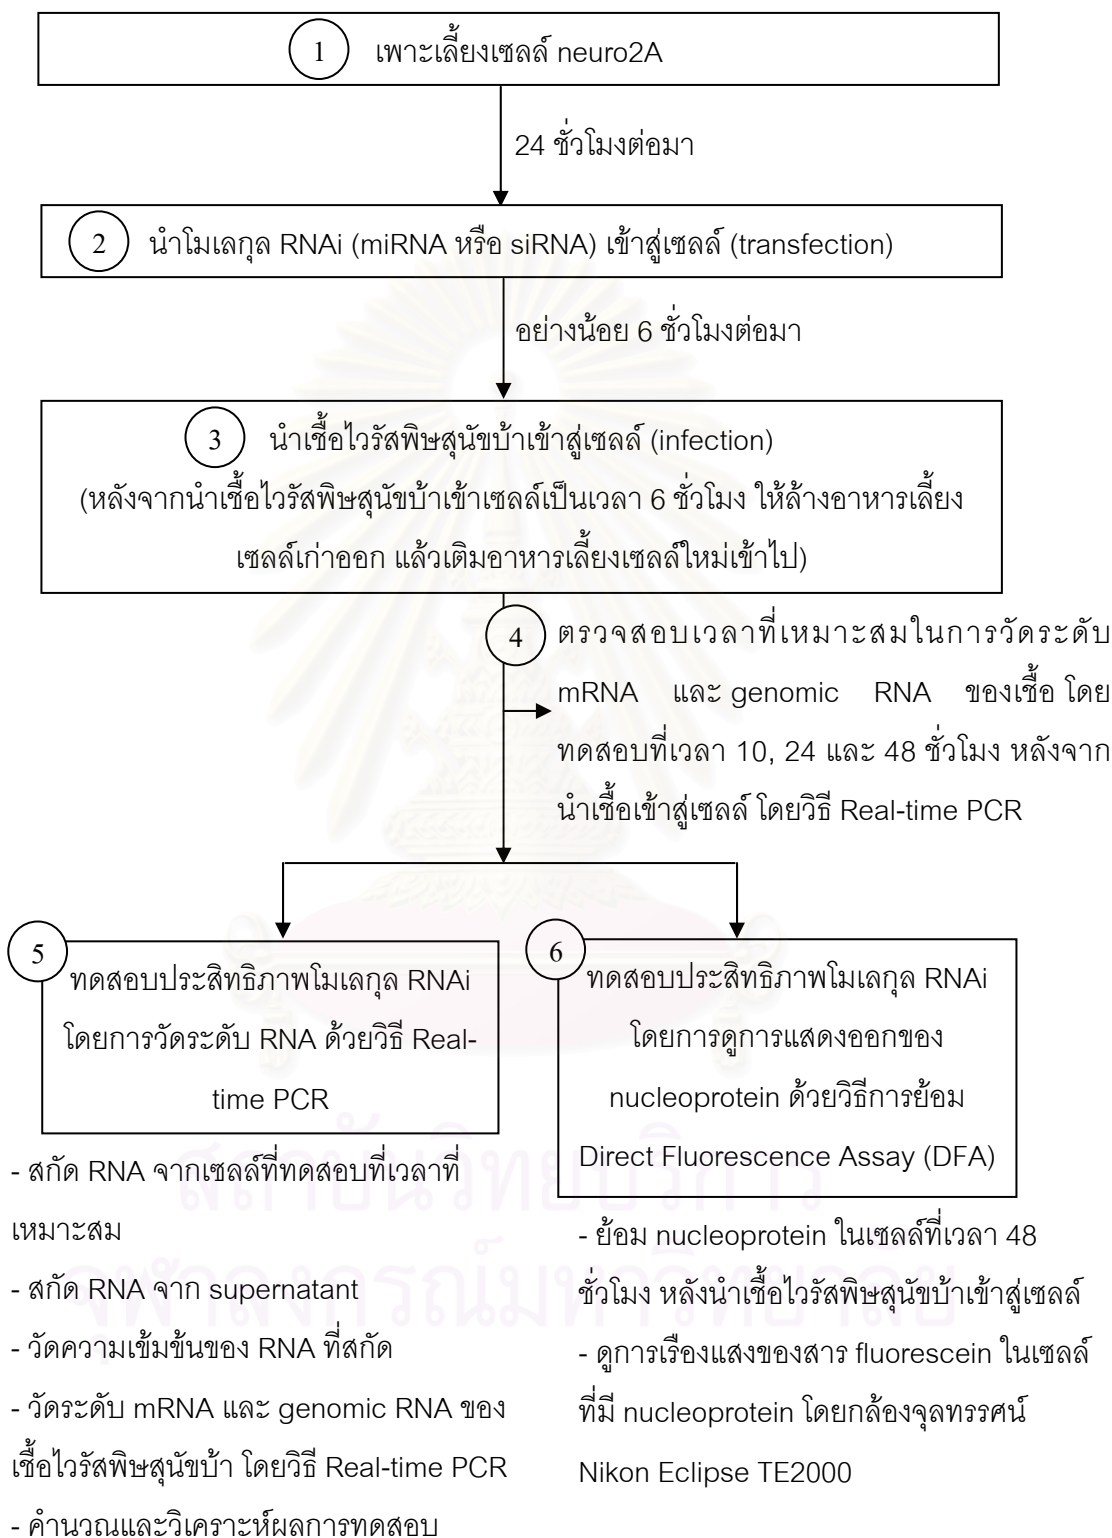 1 เพาะเลี้ยงเซลล์ neuro2A
24 ชั่วโมงต่อมา
2 นำโมเลกุล RNAi (miRNA หรือ siRNA) เข้าสู่เซลล์ (transfection)
อย่างน้อย 6 ชั่วโมงต่อมา
3 นำเชื้อไวรัสพิษสุนัขบ้าเข้าสู่เซลล์ (infection)
(หลังจากนำเชื้อไวรัสพิษสุนัขบ้าเข้าเซลล์เป็นเวลา 6 ชั่วโมง ให้ล้างอาหารเลี้ยง
เซลล์เก่าออก แล้วเติมอาหารเลี้ยงเซลล์ใหม่เข้าไป)
4 ตรวจสอบเวลาที่เหมาะสมในการวัดระดับ
mRNA และ genomic RNA ของเชื้อ โดย
ทดสอบที่เวลา 10, 24 และ 48 ชั่วโมง หลังจาก
นำเชื้อเข้าสู่เซลล์ โดยวิธี Real-time PCR
5
ทดสอบประสิทธิภาพโมเลกุล RNAi
โดยการวัดระดับ RNA ด้วยวิธี Real-
time PCR
- สกัด RNA จากเซลล์ที่ทดสอบที่เวลาที่
เหมาะสม
- สกัด RNA จาก supernatant
- วัดความเข้มข้นของ RNA ที่สกัด
- วัดระดับ mRNA และ genomic RNA ของ
เชื้อไวรัสพิษสุนัขบ้า โดยวิธี Real-time PCR
- คำนวณและวิเคราะห์ผลการทดสอบ
6
ทดสอบประสิทธิภาพโมเลกุล RNAi
โดยการดูการแสดงออกของ
nucleoprotein ด้วยวิธีการย้อม
Direct Fluorescence Assay (DFA)
- ย้อม nucleoprotein ในเซลล์ที่เวลา 48
ชั่วโมง หลังนำเชื้อไวรัสพิษสุนัขบ้าเข้าสู่เซลล์
- ดูการเรืองแสงของสาร fluorescein ในเซลล์
ที่มี nucleoprotein โดยกล้องจุลทรรศน์
Nikon Eclipse TE2000
สถาบันวิทยบริการ
จุฬาลงกรณ์มหาวิทยาลัย